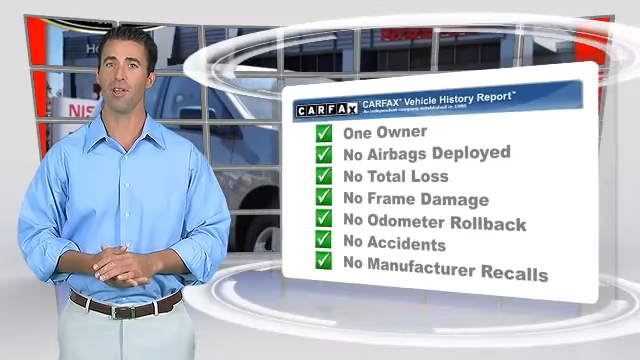 NIS
CARFAX CARFAX Vehicle History Report™
An independent company established in 1986
One Owner
No Airbags Deployed
No Total Loss
No Frame Damage
No Odometer Rollback
No Accidents
No Manufacturer Recalls